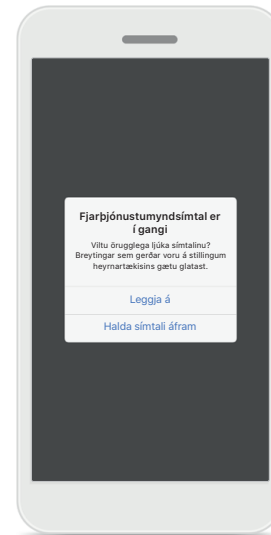 Fjarþjónustumyndsímtal er
í gangi
Viltu örugglega ljúka símtalinu?
Breytingar sem gerðar voru á stillingum
heyrnartækisins gætu glatast.
Leggja á
Halda símtali áfram